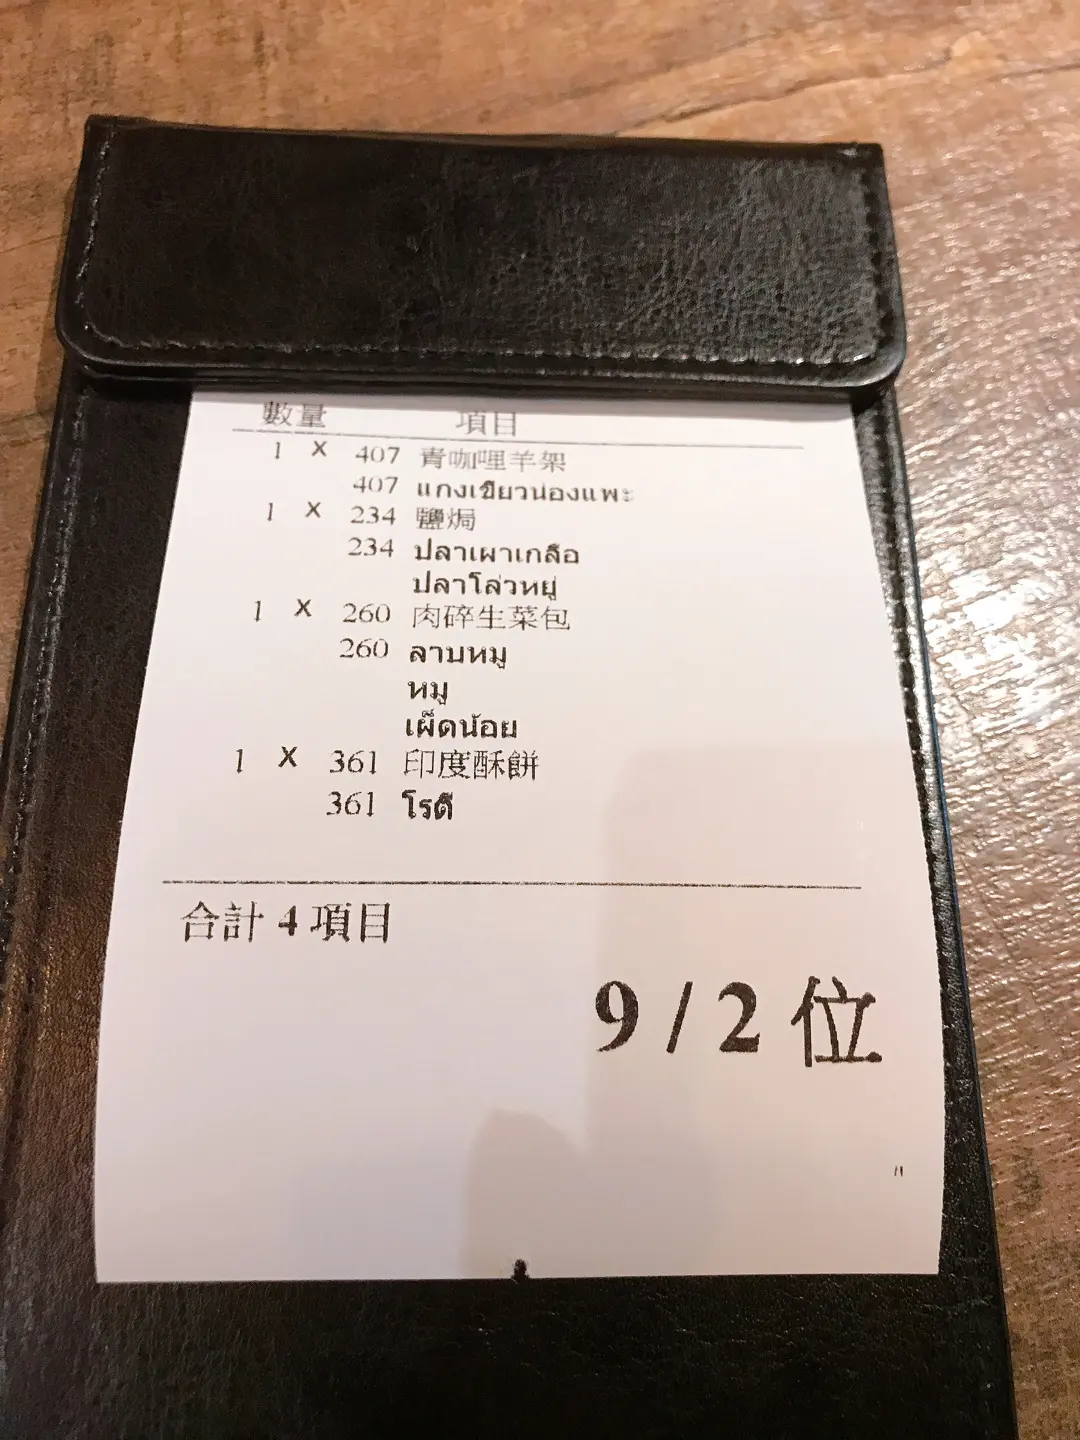 數量 項目
1 X 407 青咖哩羊架
407 แกงเขียวน่องแพะ
1 X 234 鹽焗
234 ปลาเผาเกลือ
ปลาโล่วหยู่
1 X 260 肉碎生菜包
260 ลาบหมู
หมู
เผ็ดน้อย
1 X 361 印度酥餅
361 โรตี
合計 4 項目
9 / 2 位